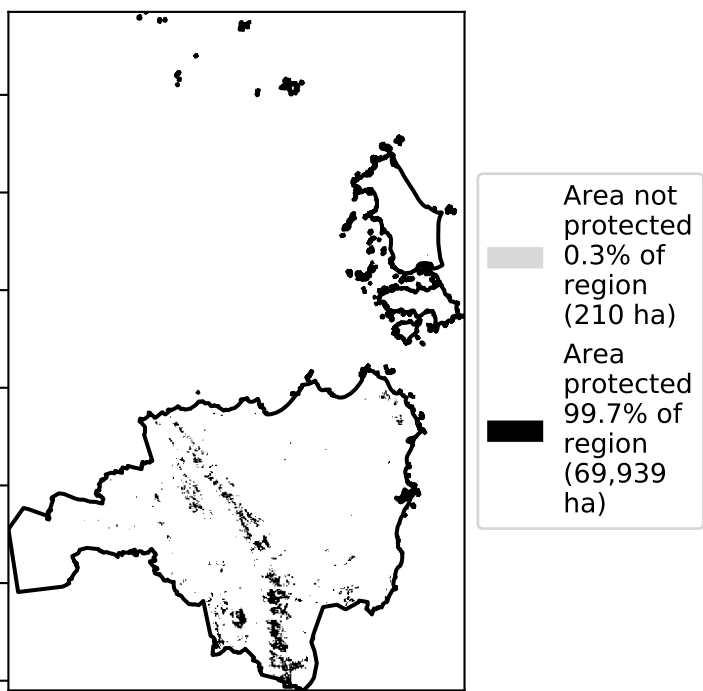 Area not
protected
0.3% of
region
(210 ha)
Area
protected
99.7% of
region
(69,939
ha)